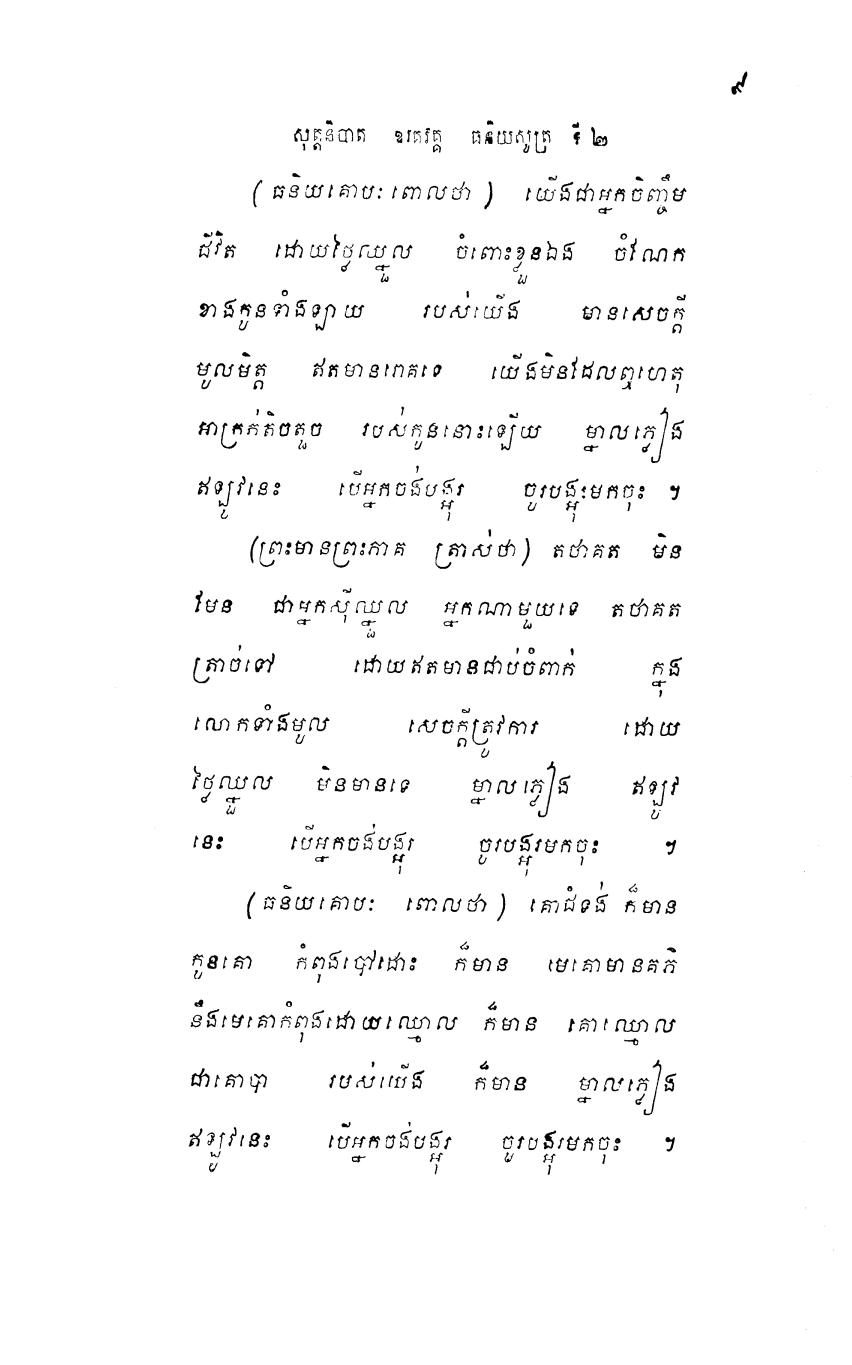 ៩
សុត្តនិបាត ឧរគវគ្គ ធនិយសូត្រ ទី ២
(ធនិយគោបៈ ពោលថា) យើងជាអ្នកចិញ្ចឹម
ជីវិត ដោយថ្លៃឈ្នួល ចំពោះខ្លួនឯង ចំណែក
ខាងកូនទាំងឡាយ របស់យើង មានសេចក្តី
មូលមិត្ត ឥតមានរោគទេ យើងមិនដែលឮហេតុ
អាក្រក់តិចតួច របស់កូននោះឡើយ ម្នាលភ្លៀង
ឥឡូវនេះ បើអ្នកចង់បង្អុរ ចូរបង្អុរមកចុះ ។
(ព្រះមានព្រះភាគ ត្រាស់ថា) តថាគត មិន
មែន ជាអ្នកស៊ីឈ្នួល អ្នកណាមួយទេ តថាគត
ត្រាច់ទៅ ដោយឥតមានជាប់ចំពាក់ ក្នុង
លោកទាំងមូល សេចក្តីត្រូវការ ដោយ
ថ្លៃឈ្នួល មិនមានទេ ម្នាលភ្លៀង ឥឡូវ
នេះ បើអ្នកចង់បង្អុរ ចូរបង្អុរមកចុះ ។
(ធនិយគោបៈ ពោលថា) គោជំទង់ ក៏មាន
កូនគោ កំពុងបៅដោះ ក៏មាន មេគោមានគភ៌
នឹងមេគោកំពុងដោយឈ្មោល ក៏មាន គោឈ្មោល
ជាគោបា របស់យើង ក៏មាន ម្នាលភ្លៀង
ឥឡូវនេះ បើអ្នកចង់បង្អុរ ចូរបង្អុរមកចុះ ។